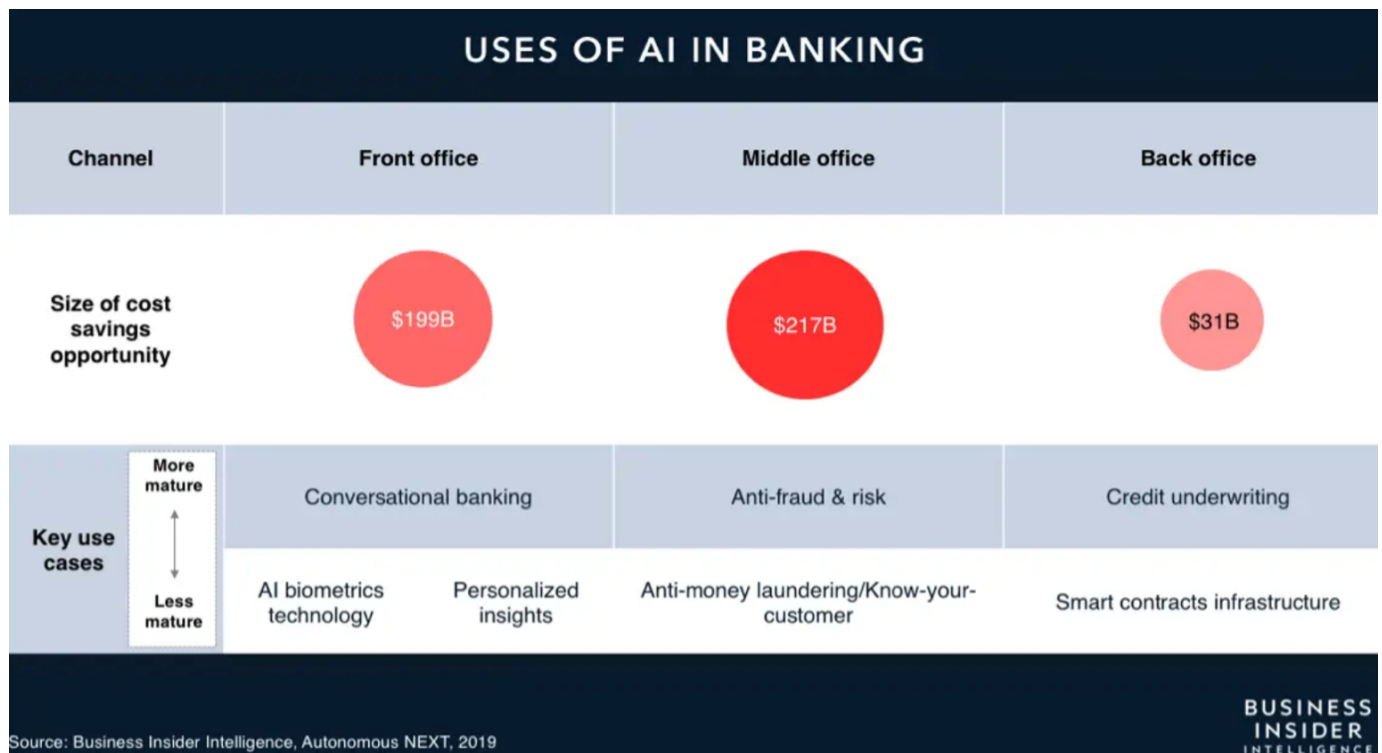 USES OF AI IN BANKING
Channel
Front office
Middle office
Back office
Size of cost
savings
opportunity
$199B
$217B
$31B
Key use
cases
More
mature
Less
mature
Conversational banking
Anti-fraud & risk
Credit underwriting
AI biometrics
technology
Personalized
insights
Anti-money laundering/Know-your-
customer
Smart contracts infrastructure
Source: Business Insider Intelligence, Autonomous NEXT, 2019
BUSINESS
INSIDER
INTELLIGENCE